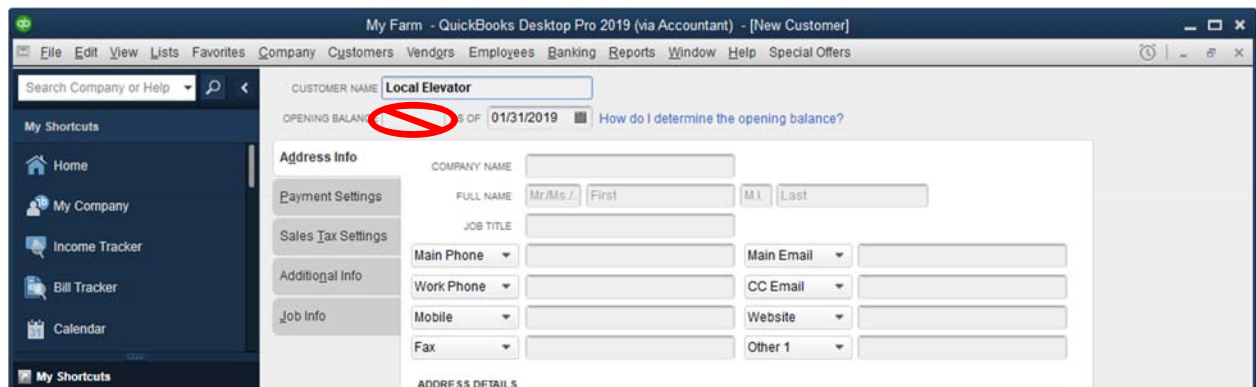 qb My Farm - QuickBooks Desktop Pro 2019 (via Accountant) - [New Customer]
File Edit View Lists Favorites Company Customers Vendors Employees Banking Reports Window Help Special Offers
Search Company or Help
CUSTOMER NAME Local Elevator
OPENING BALANCE OF 01/31/2019 How do I determine the opening balance?
My Shortcuts
Home
My Company
Income Tracker
Bill Tracker
Calendar
My Shortcuts
Address Info
Payment Settings
Sales Tax Settings
Additional Info
Job Info
COMPANY NAME
FULL NAME Mr./Ms./. First M.I. Last
JOB TITLE
Main Phone Main Email
Work Phone CC Email
Mobile Website
Fax Other 1
ADDRESS DETAILS